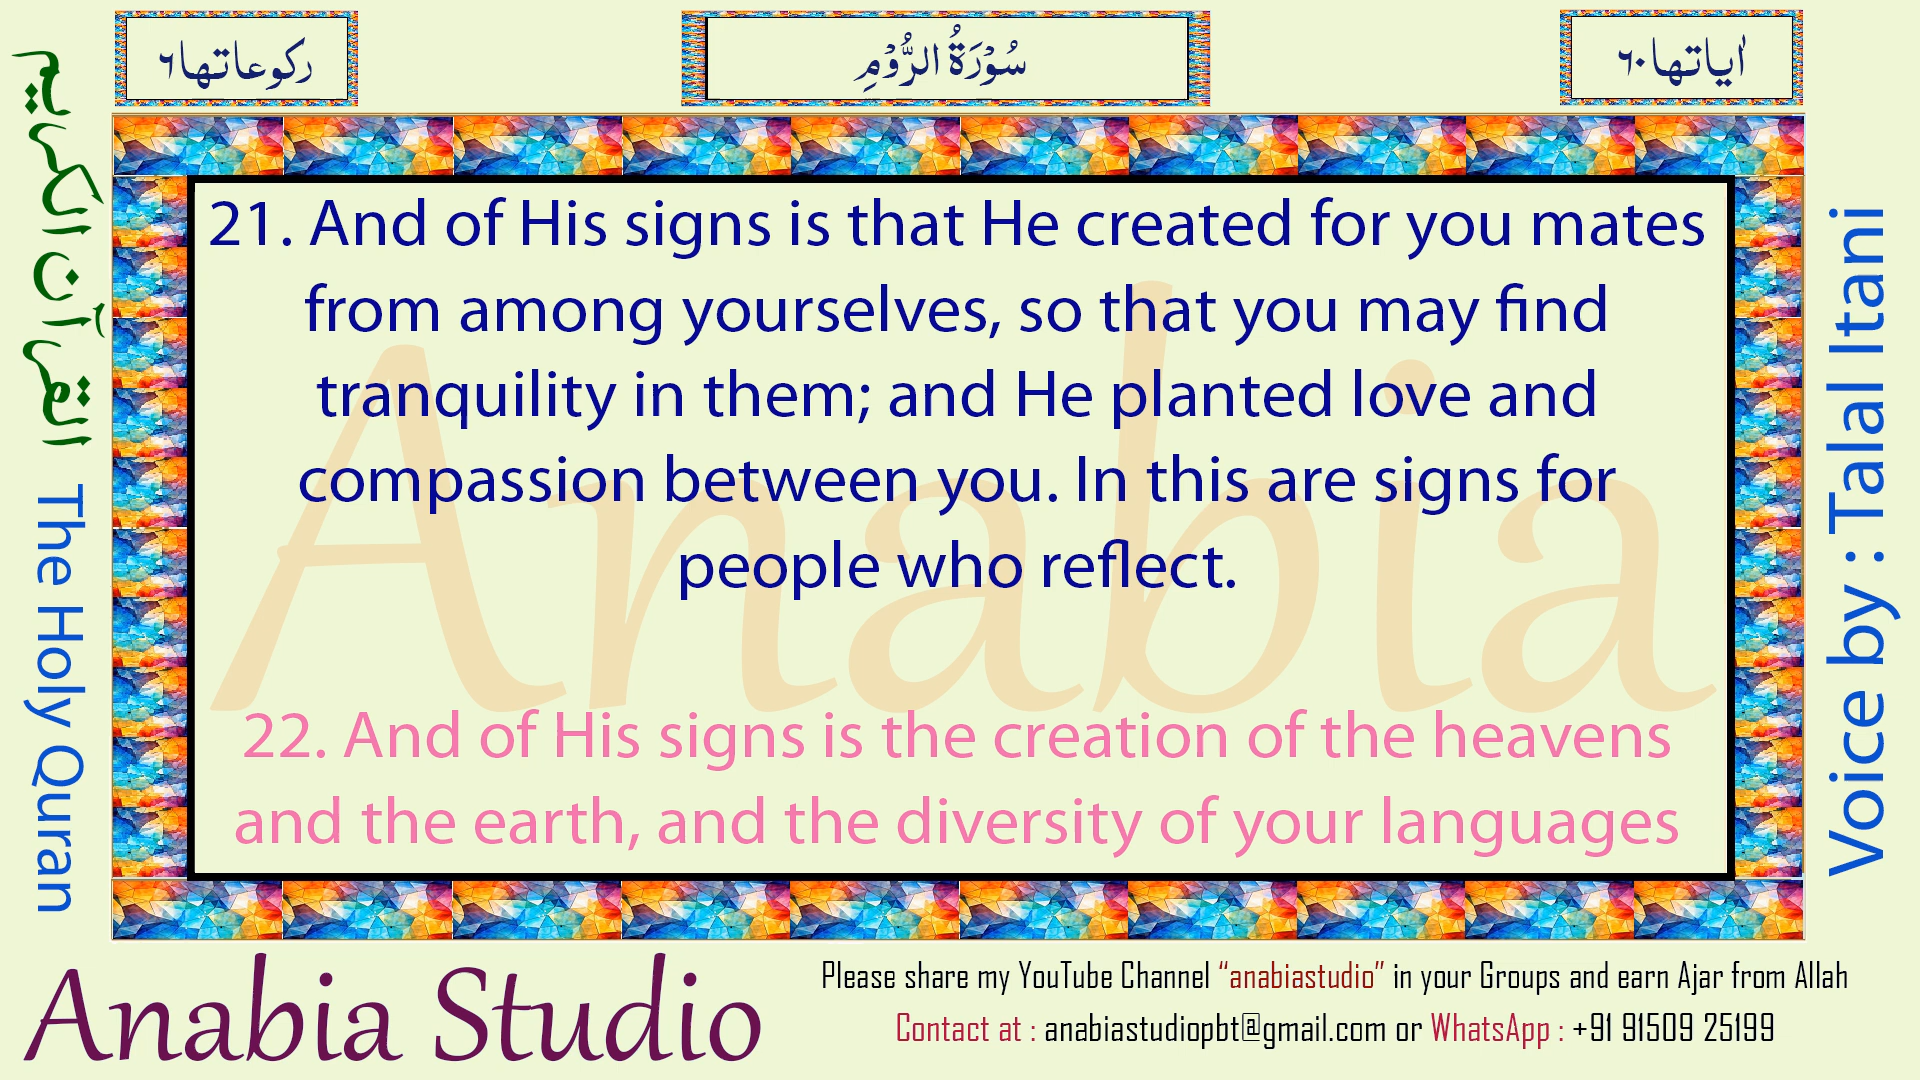 اٰیاتها٦٠
سُوْرَةُ الرُّوْمِ
رکوعاتها٦
القرآن الكريم The Holy Quran
21. And of His signs is that He created for you mates
from among yourselves, so that you may find
tranquility in them; and He planted love and
compassion between you. In this are signs for
people who reflect.
22. And of His signs is the creation of the heavens
and the earth, and the diversity of your languages
Anabia
Voice by : Talal Itani
Anabia Studio
Please share my YouTube Channel “anabiastudio” in your Groups and earn Ajar from Allah
Contact at : anabiastudiopbt@gmail.com or WhatsApp : +91 91509 25199